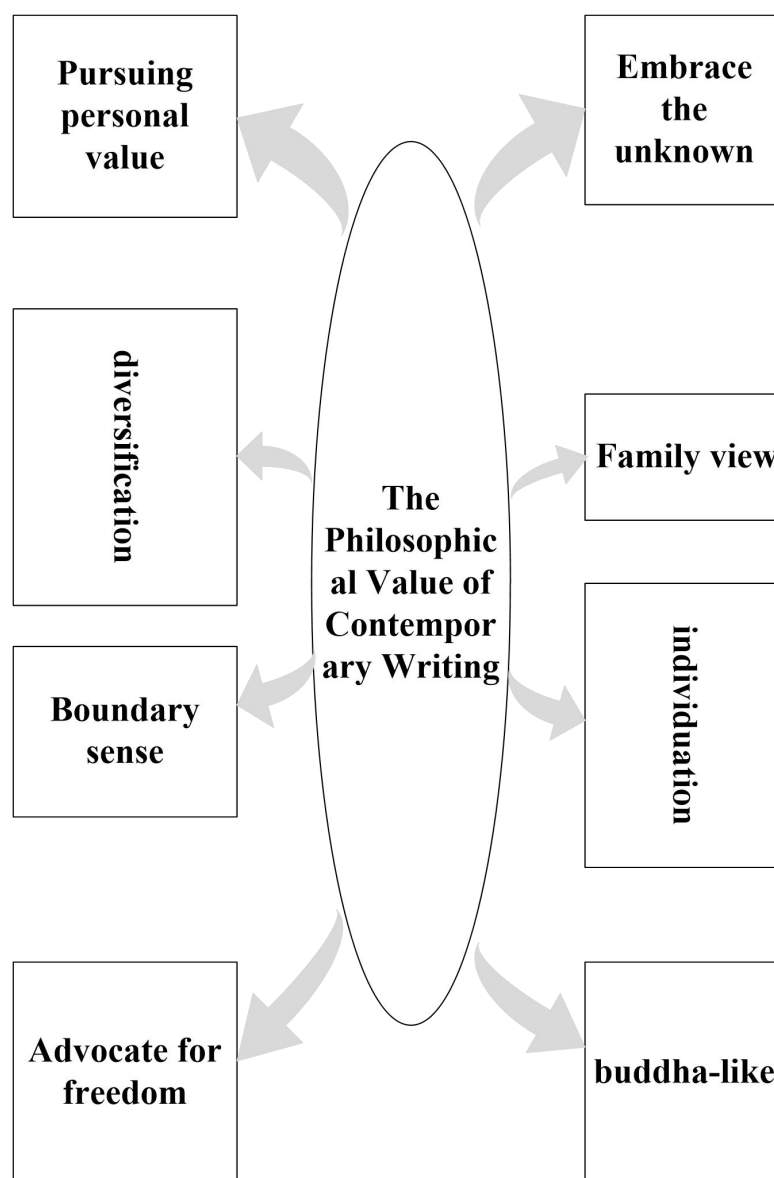 Pursuing
personal
value
Embrace
the
unknown
diversification
Family view
The
Philosophic
al Value of
Contempor
ary Writing
Boundary
sense
individuation
Advocate for
freedom
buddha-like